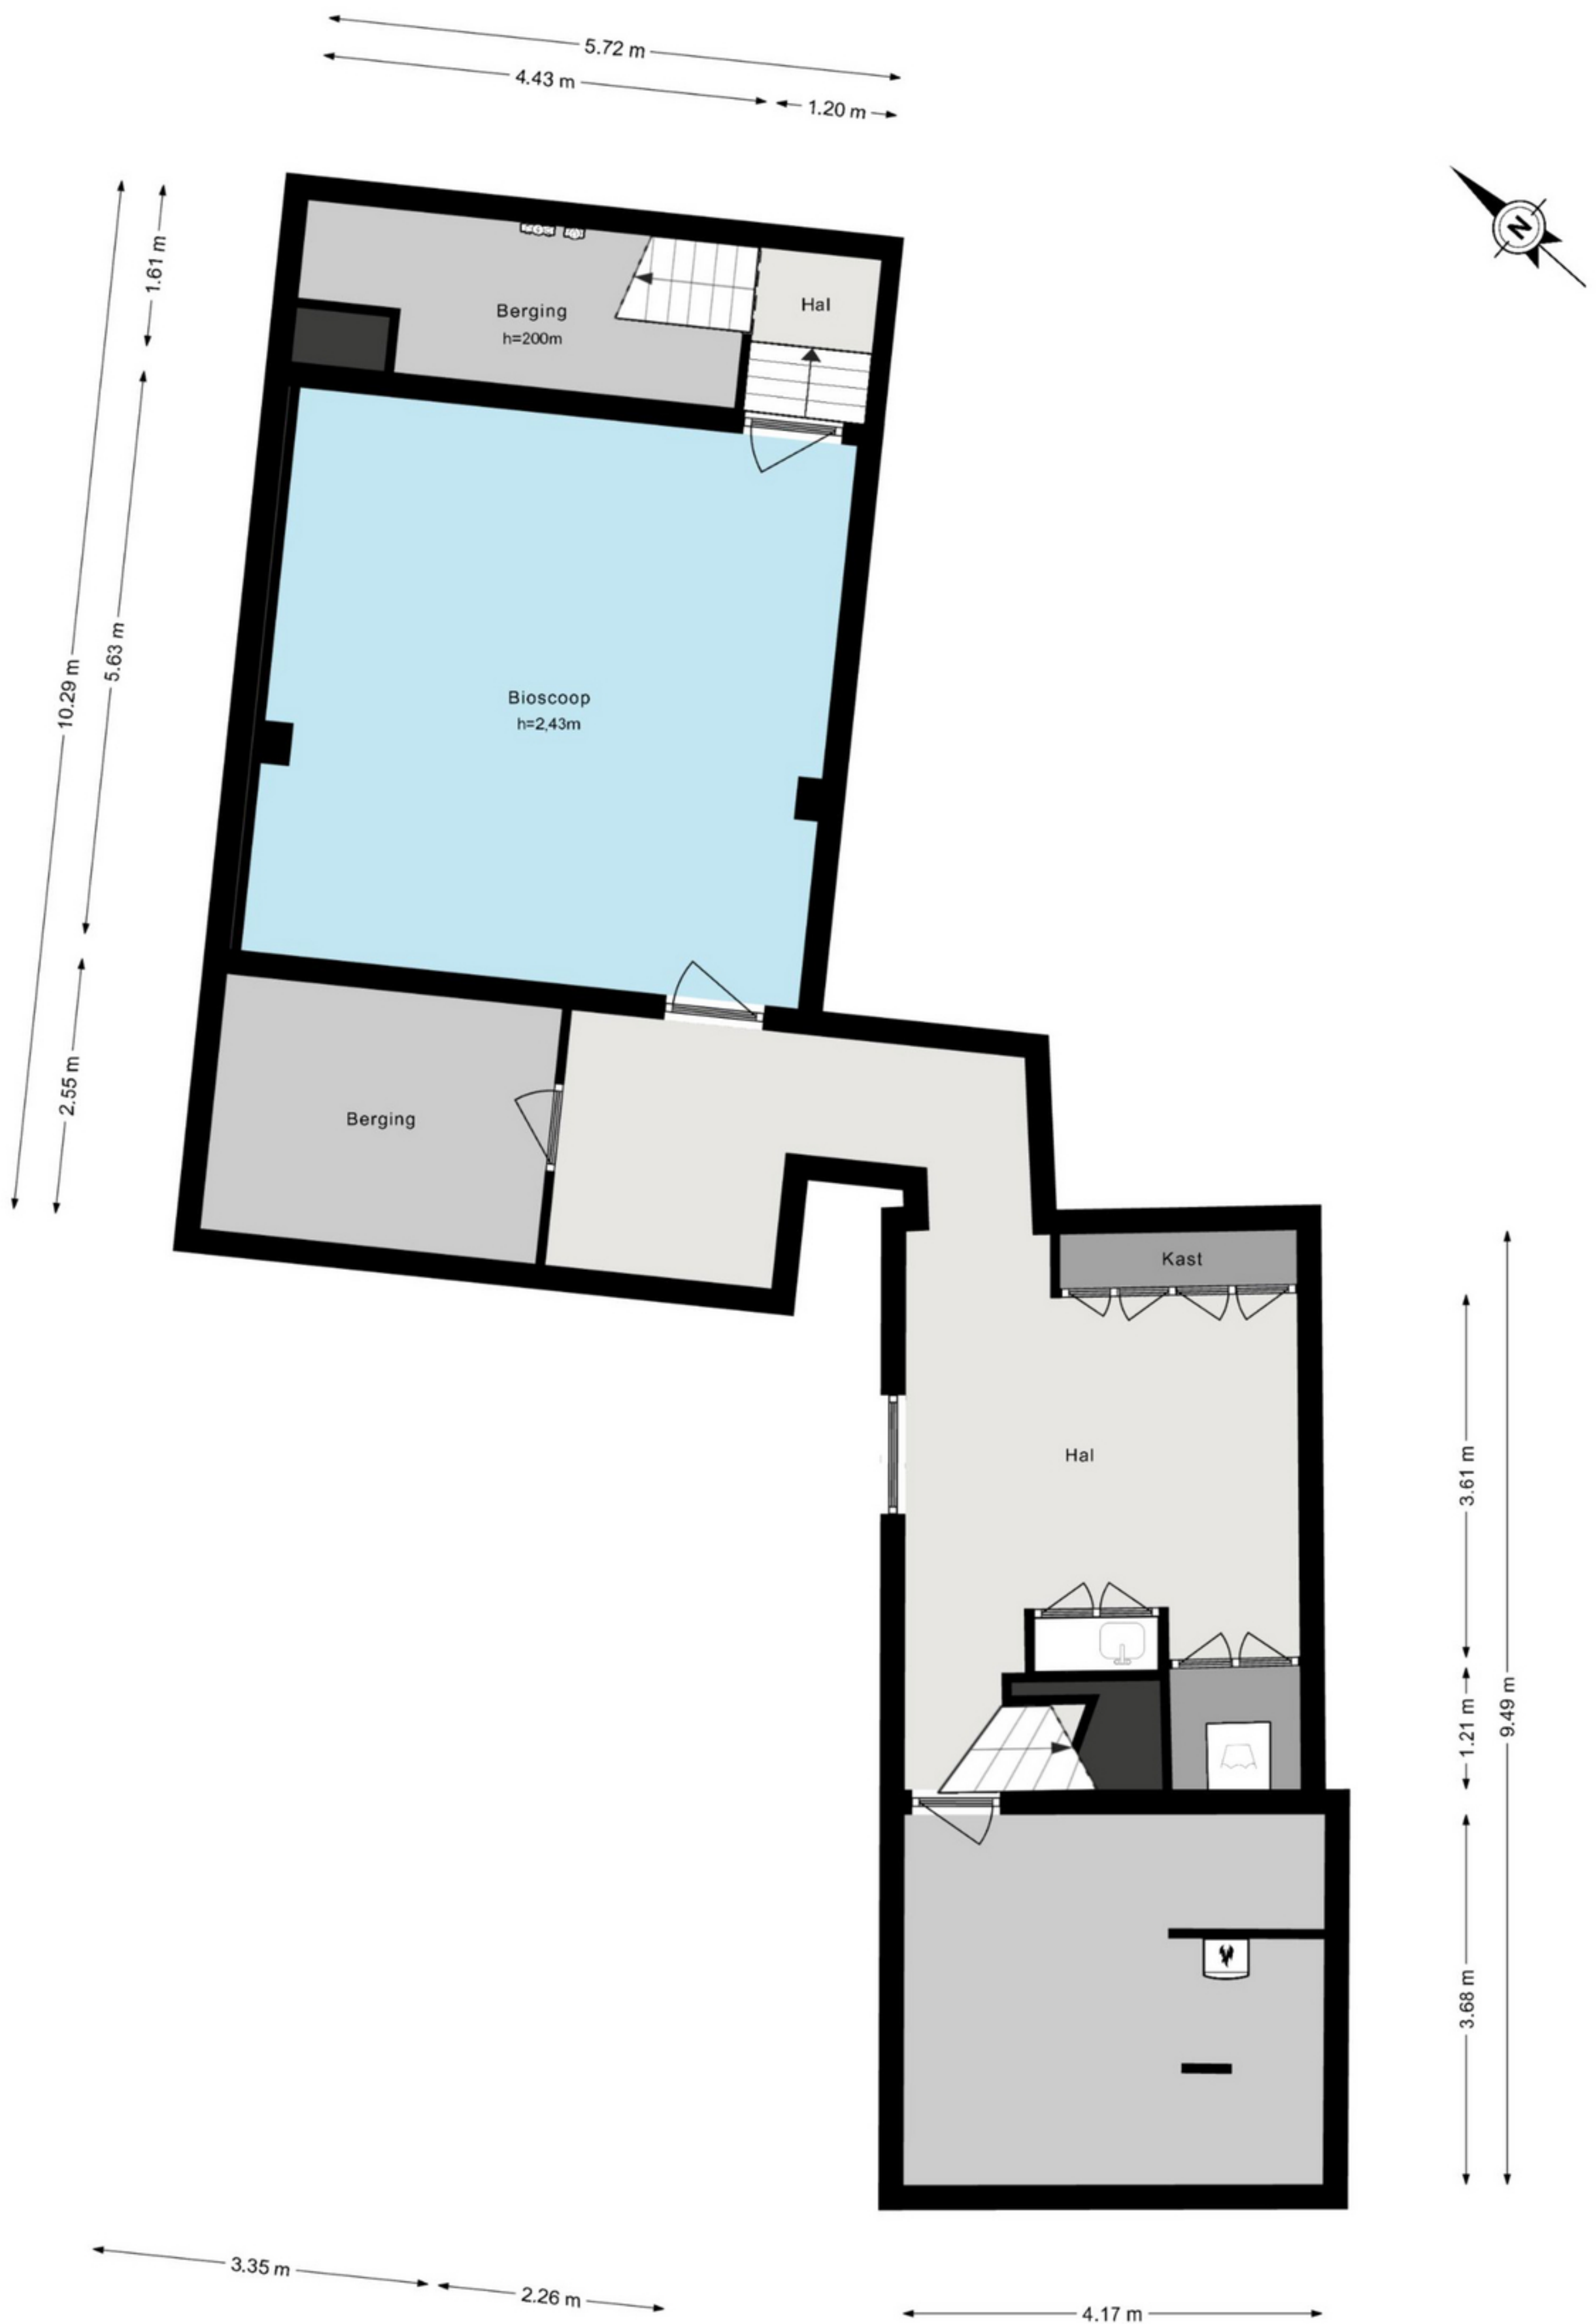 5.72 m
4.43 m
1.20 m
N
1.61 m
Hal
Berging
h=200m
5.63 m
10.29 m
Bioscoop
h=2,43m
2.55 m
Berging
Kast
Hal
3.61 m
1.21 m
9.49 m
3.68 m
3.35 m
2.26 m
4.17 m